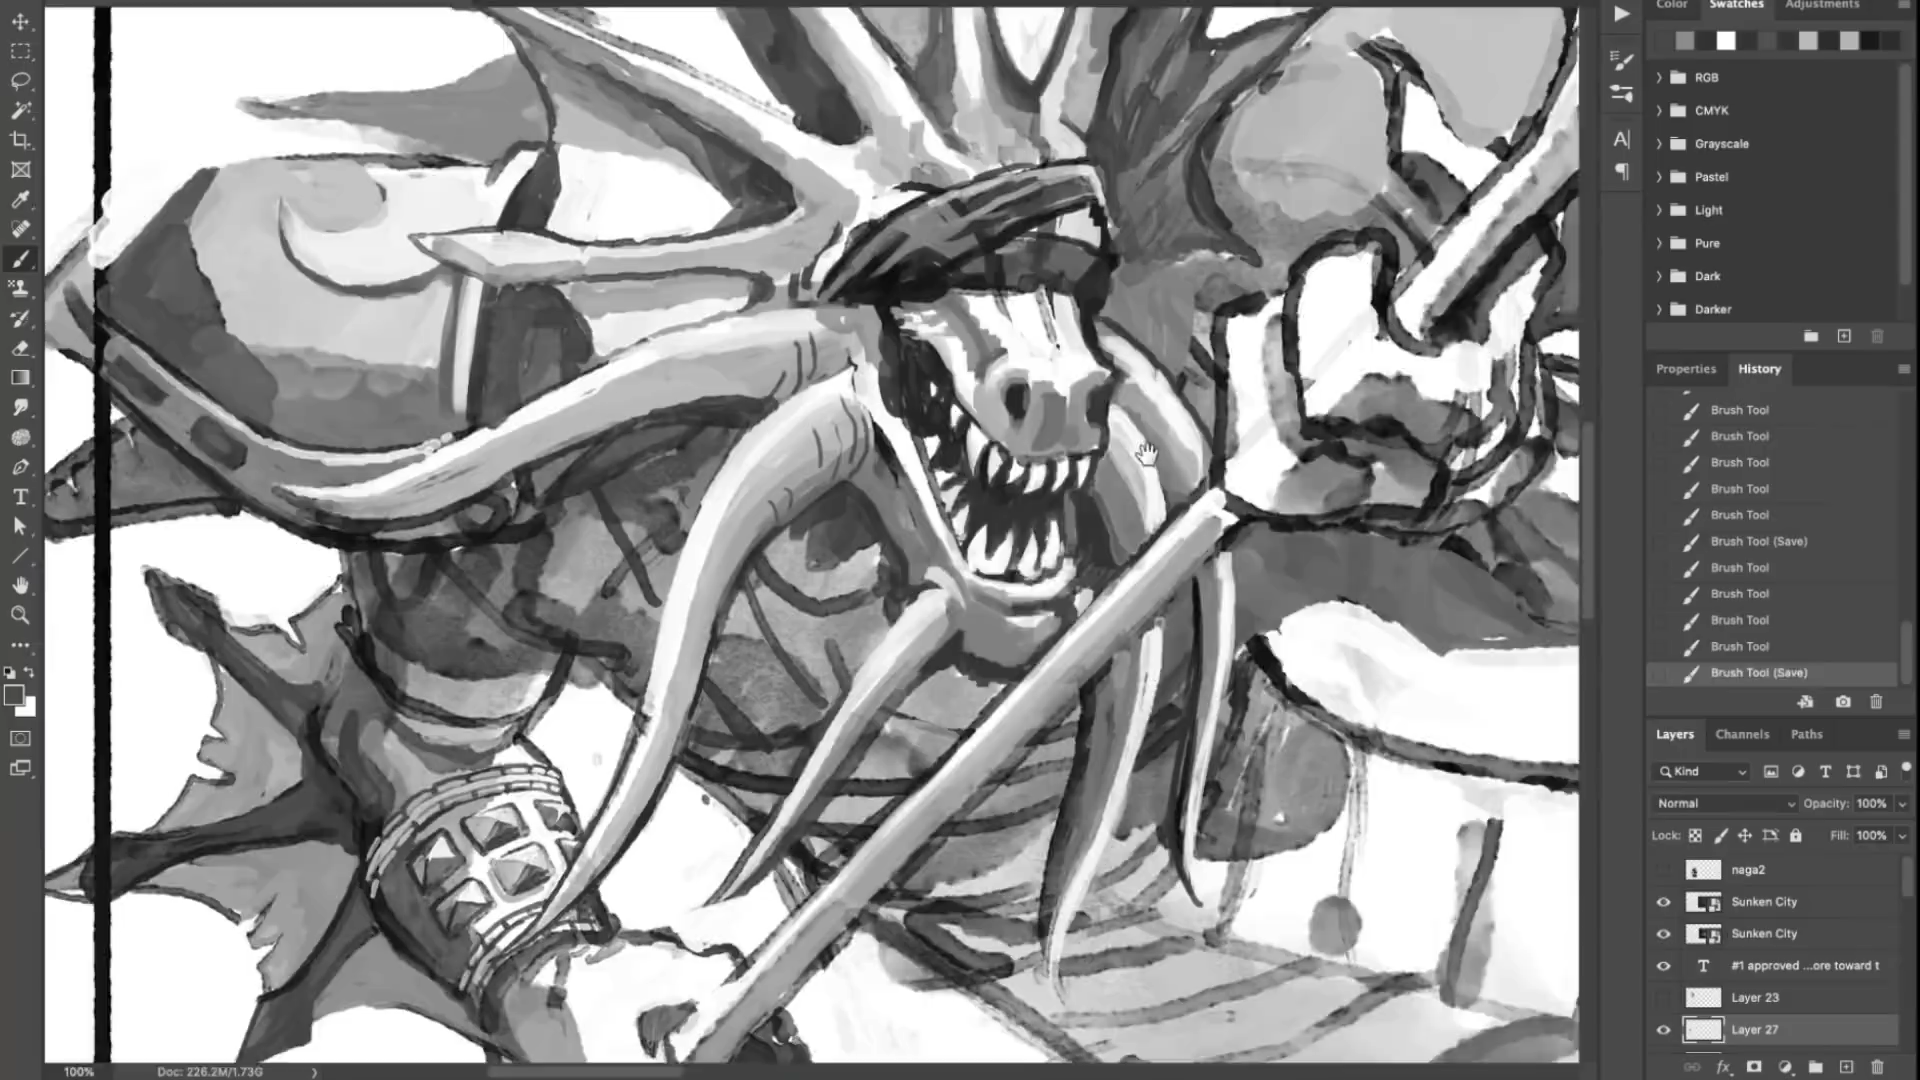 Color Swatches Adjustments
RGB
CMYK
Grayscale
Pastel
Light
Pure
Dark
Darker
Properties History
Brush Tool
Brush Tool
Brush Tool
Brush Tool
Brush Tool
Brush Tool (Save)
Brush Tool
Brush Tool
Brush Tool
Brush Tool
Brush Tool (Save)
Layers Channels Paths
Kind
Normal Opacity: 100%
Lock: Fill: 100%
naga2
Sunken City
Sunken City
#1 approved ...ore toward t
Layer 23
Layer 27
fx
100% Doc: 226.2M/1.73G